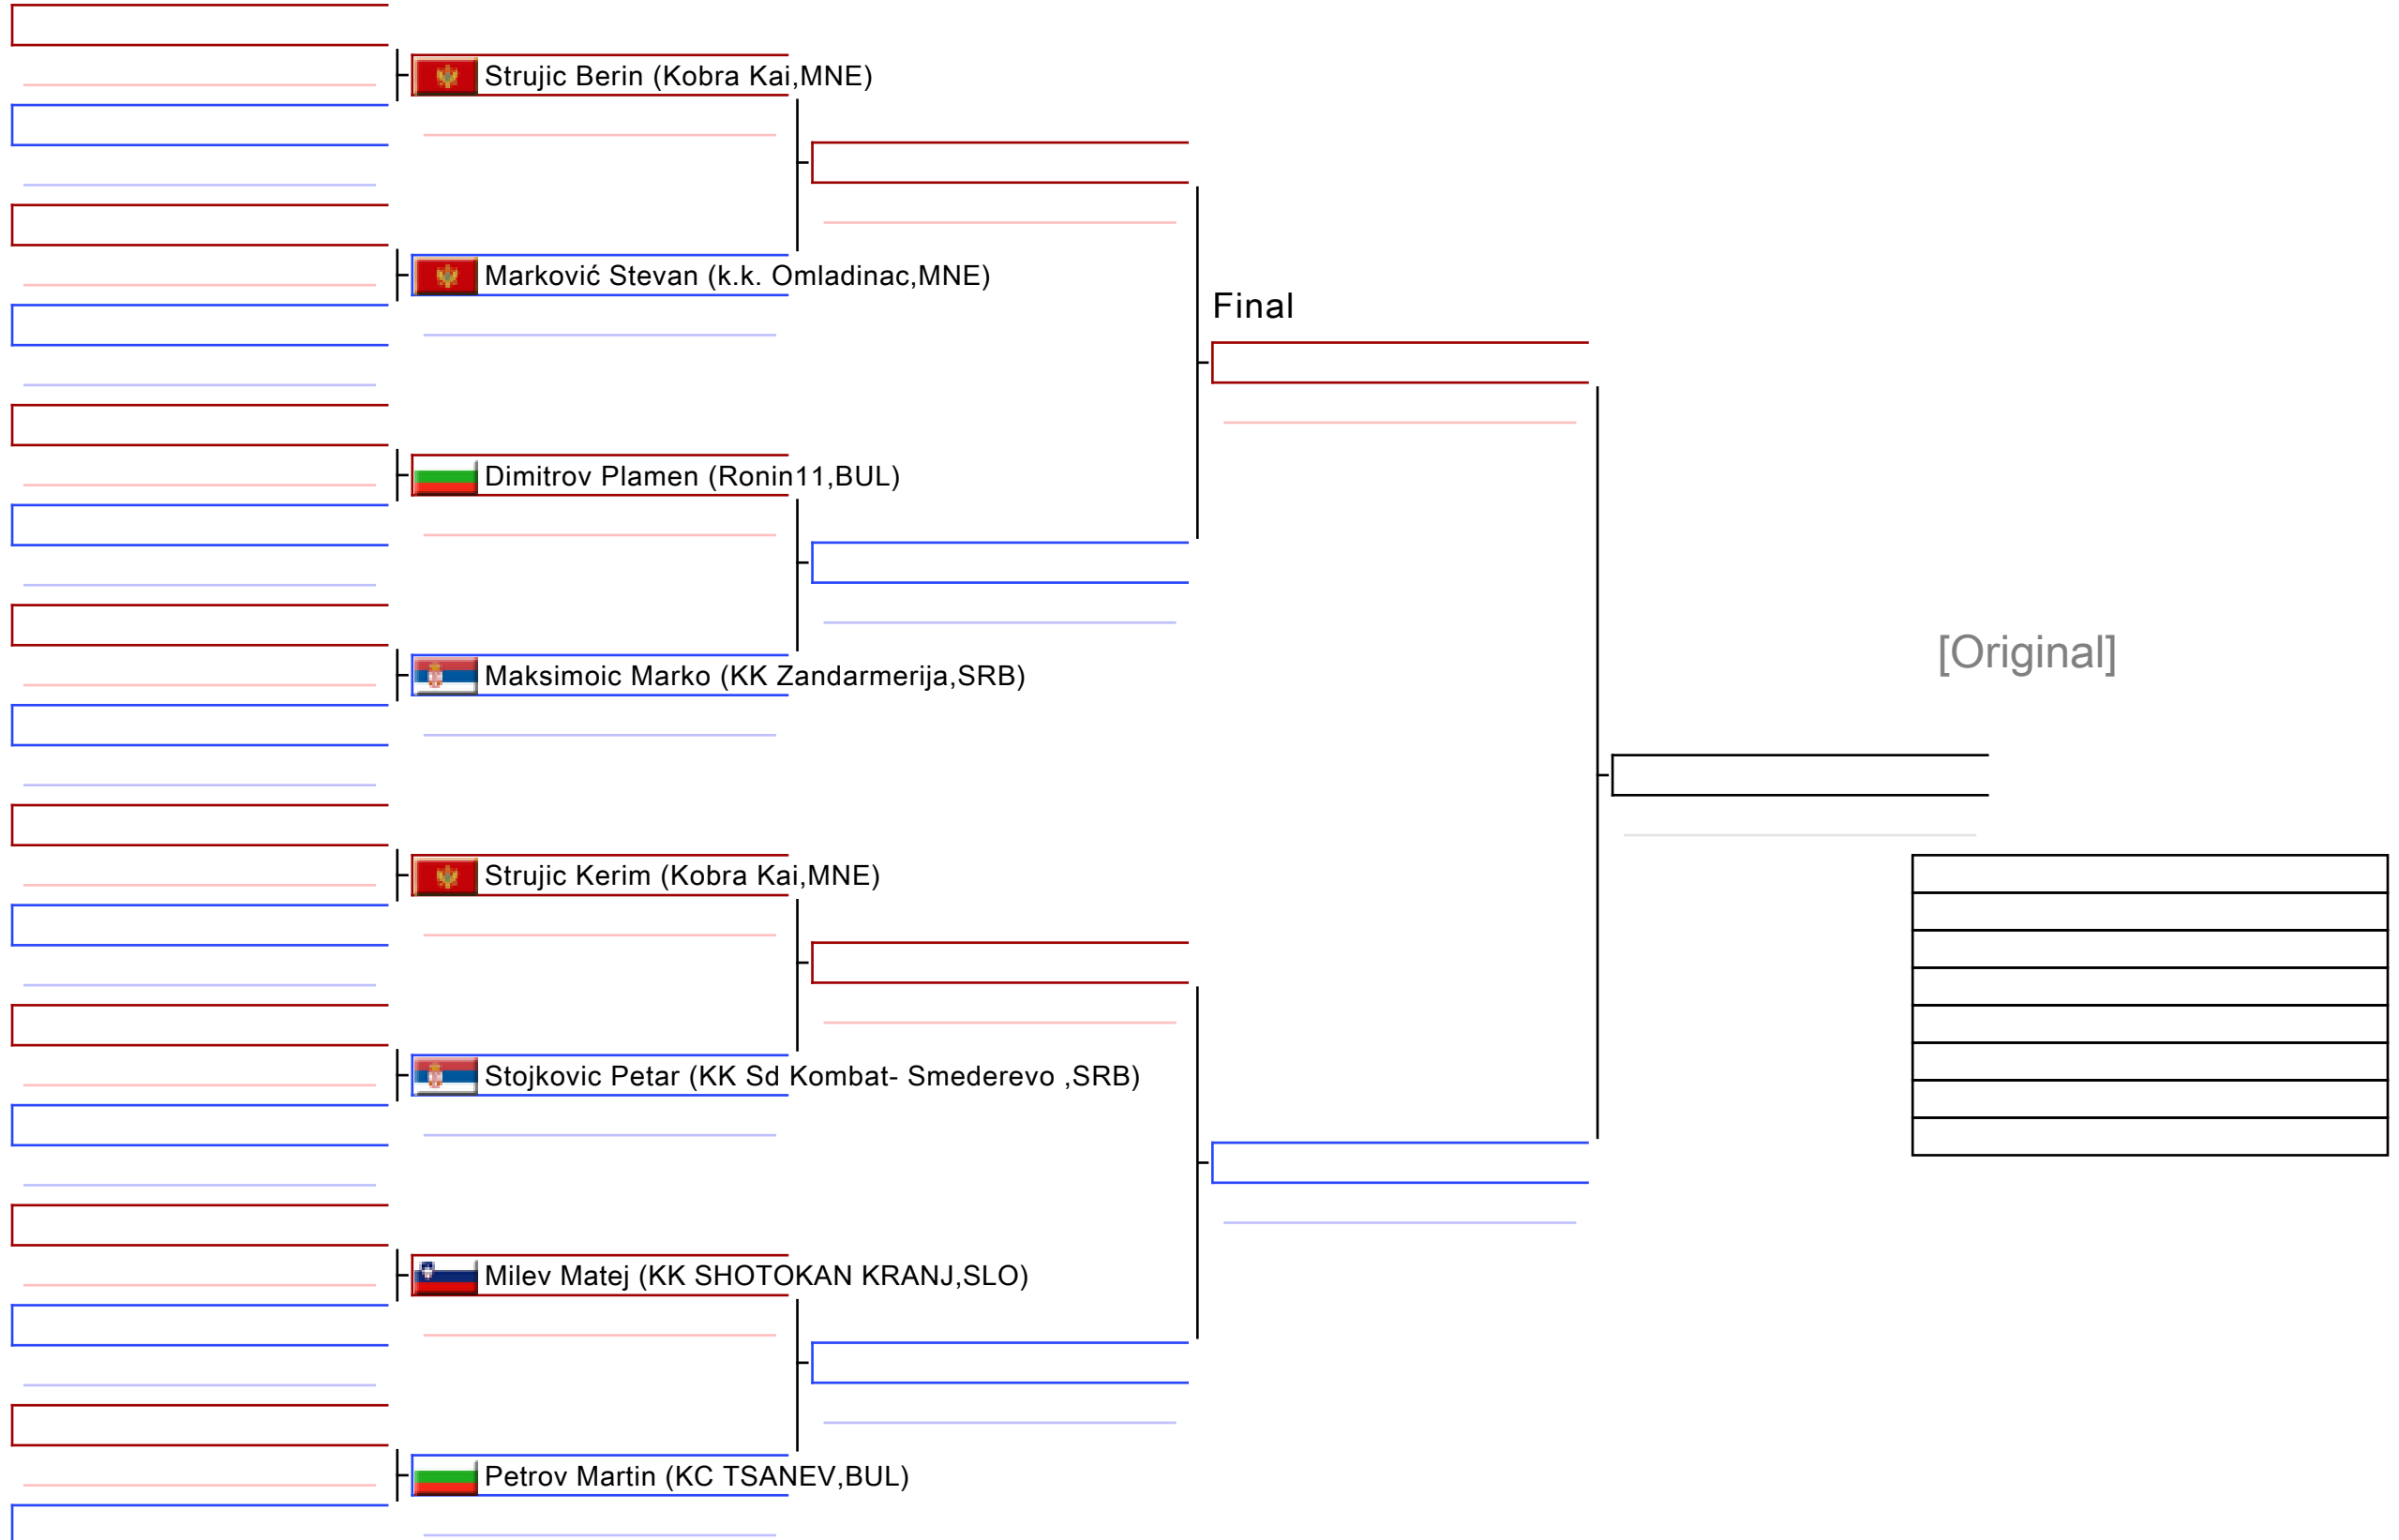 Strujic Berin (Kobra Kai,MNE)
Marković Stevan (k.k. Omladinac,MNE)
Final
Dimitrov Plamen (Ronin11,BUL)
[Original]
Maksimoic Marko (KK Zandarmerija,SRB)
Strujic Kerim (Kobra Kai,MNE)
Stojkovic Petar (KK Sd Kombat- Smederevo ,SRB)
Milev Matej (KK SHOTOKAN KRANJ,SLO)
Petrov Martin (KC TSANEV,BUL)